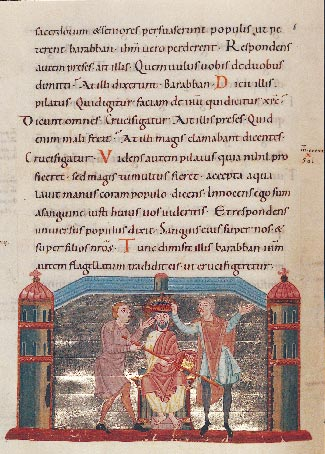 sacerdotum & seniores persuaserunt populis ut pe
terent barabban · ihm uero perderent · Respondens
autem preses ait illis · Quem uultis uobis de duobus
dimitti · At illi dixerunt · Barabban · Dicit illis
pilatus · Quid igitur faciam de ihu qui dicitur xpc ·
Dicunt omnes · Crucifigatur · Ait illis preses · Quid
enim mali fecit · At illi magis clamabant dicentes ·
Crucifigatur · Videns autem pilatus quia nihil pro
ficeret · sed magis tumultus fieret · accepta aqua
lauit manus coram populo · dicens · Innocens ego sum
a sanguine iusti huius uos uideritis · Et respondens
uniuersus populus dixit · Sanguis eius super nos &
super filios nros · Tunc dimisit illis barabban ihm
autem flagellatum tradidit eis ut crucifigeretur ·